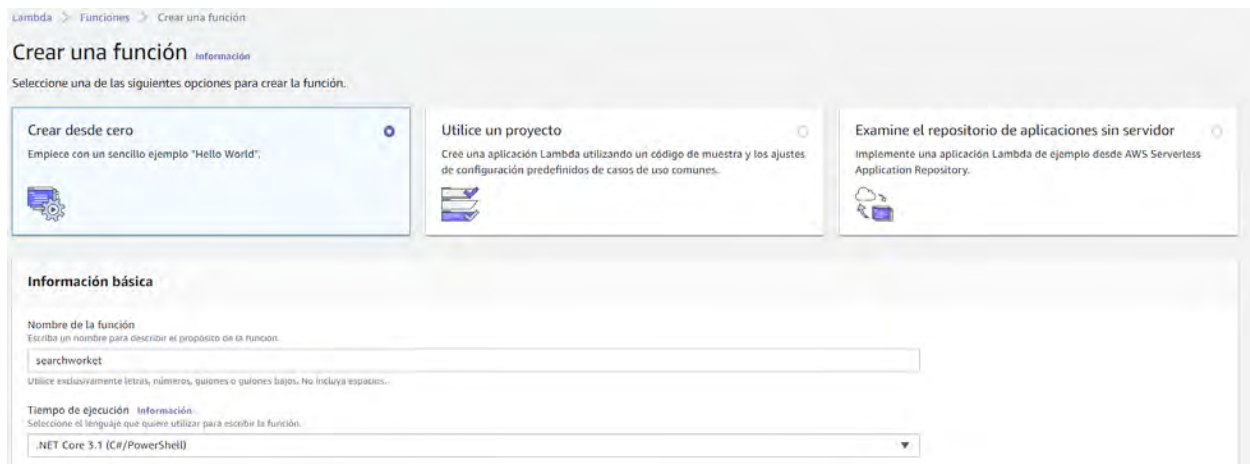 Lambda > Funciones > Crear una función
Crear una función Información
Seleccione una de las siguientes opciones para crear la función.
Crear desde cero
Empiece con un sencillo ejemplo "Hello World".
Utilice un proyecto
Cree una aplicación Lambda utilizando un código de muestra y los ajustes
de configuración predefinidos de casos de uso comunes.
Examine el repositorio de aplicaciones sin servidor
Implemente una aplicación Lambda de ejemplo desde AWS Serverless
Application Repository.
Información básica
Nombre de la función
Escriba un nombre para describir el propósito de la función.
searchworket
Utilice exclusivamente letras, números, guiones o guiones bajos. No incluya espacios.
Tiempo de ejecución Información
Seleccione el lenguaje que quiere utilizar para escribir la función.
.NET Core 3.1 (C#/PowerShell)